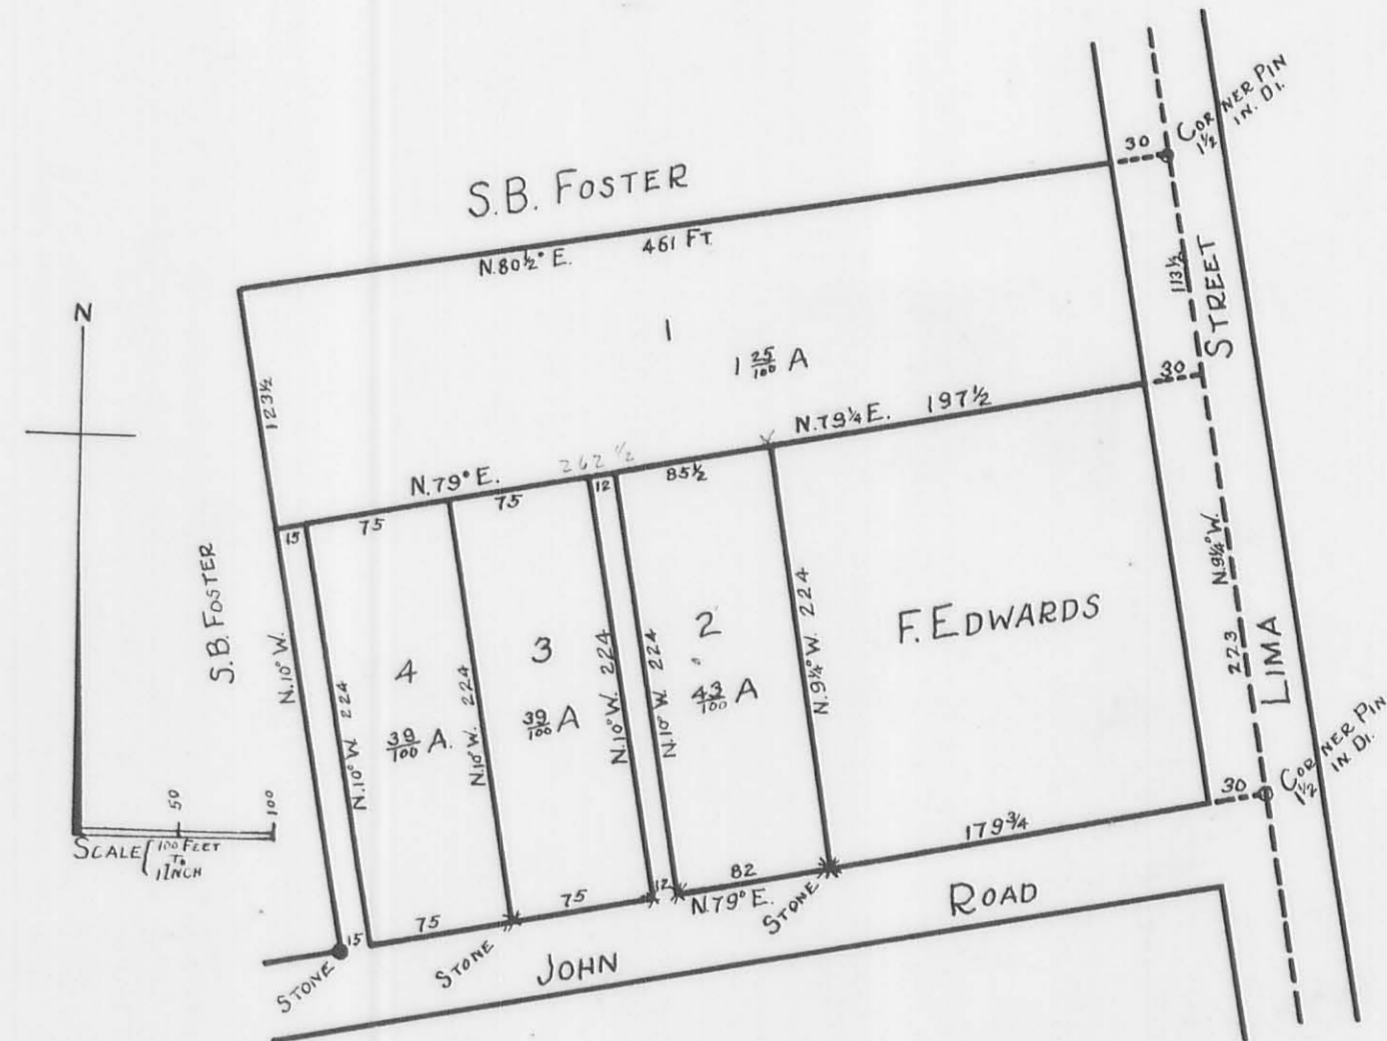 CORNER PIN
1½ IN. DI.
30
S.B. FOSTER
N.80½° E. 461 FT.
113½
STREET
N
1
1 25/100 A
30
123½
N.79¼ E. 197½
N.79° E.
262 ½
15
75
75
12
85½
S.B. FOSTER
N.10° W.
N.10° W. 224
4
39/100 A.
N.10° W. 224
3
39/100 A
N.10° W. 224
N.10° W. 224
2
43/100 A
N.9¼° W. 224
F. EDWARDS
N.9¼° W.
273
LIMA
CORNER PIN
1½ IN. DI.
30
50
100
SCALE { 100 FEET
TO
1 INCH
179¾
82
N.79° E.
12
75
75
15
STONE
STONE
STONE
JOHN
ROAD